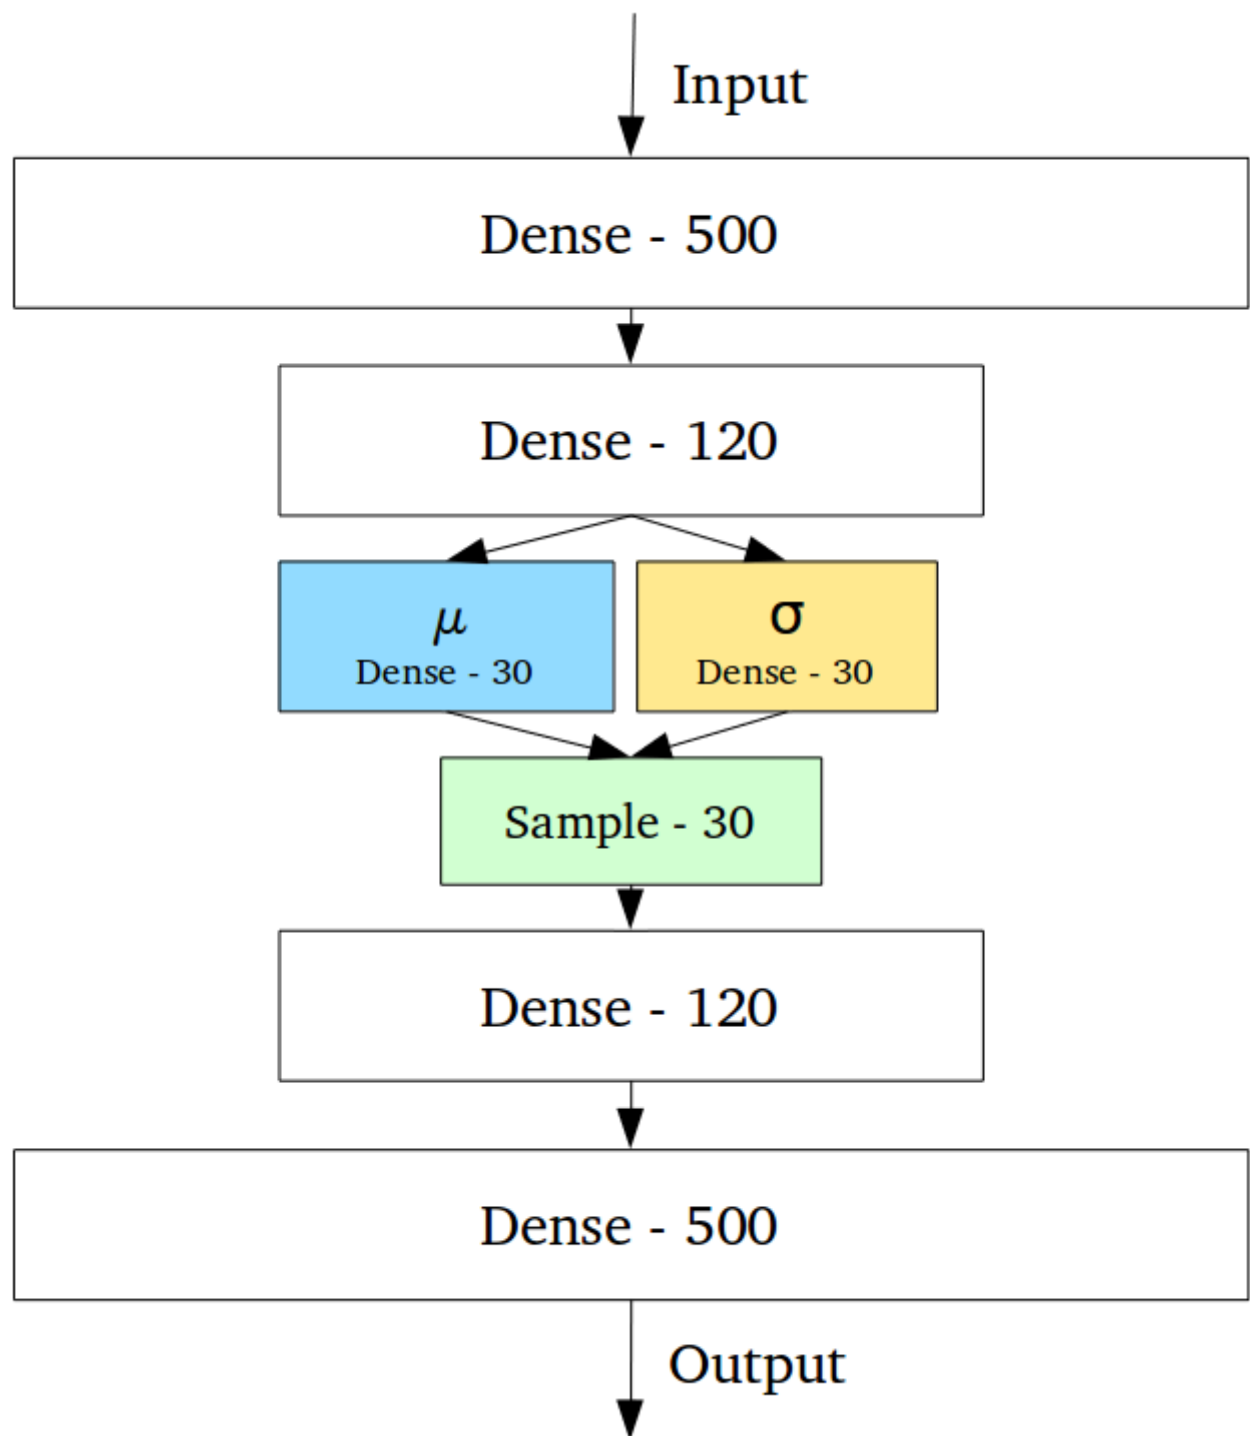 Input
Dense - 500
Dense - 120
μ
Dense - 30
σ
Dense - 30
Sample - 30
Dense - 120
Dense - 500
Output